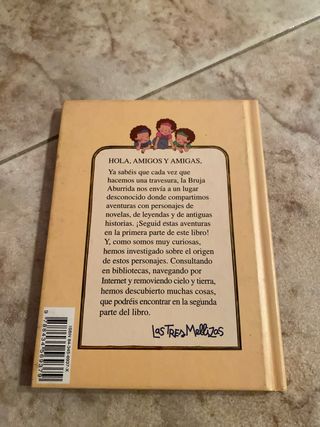 HOLA, AMIGOS Y AMIGAS,
Ya sabéis que cada vez que
hacemos una travesura, la Bruja
Aburrida nos envía a un lugar
desconocido donde compartimos
aventuras con personajes de
novelas, de leyendas y de antiguas
historias. ¡Seguid estas aventuras
en la primera parte de este libro!
Y, como somos muy curiosas,
hemos investigado sobre el origen
de estos personajes. Consultando
en bibliotecas, navegando por
Internet y removiendo cielo y tierra,
hemos descubierto muchas cosas,
que podréis encontrar en la segunda
parte del libro.
Las TRES Mellizas